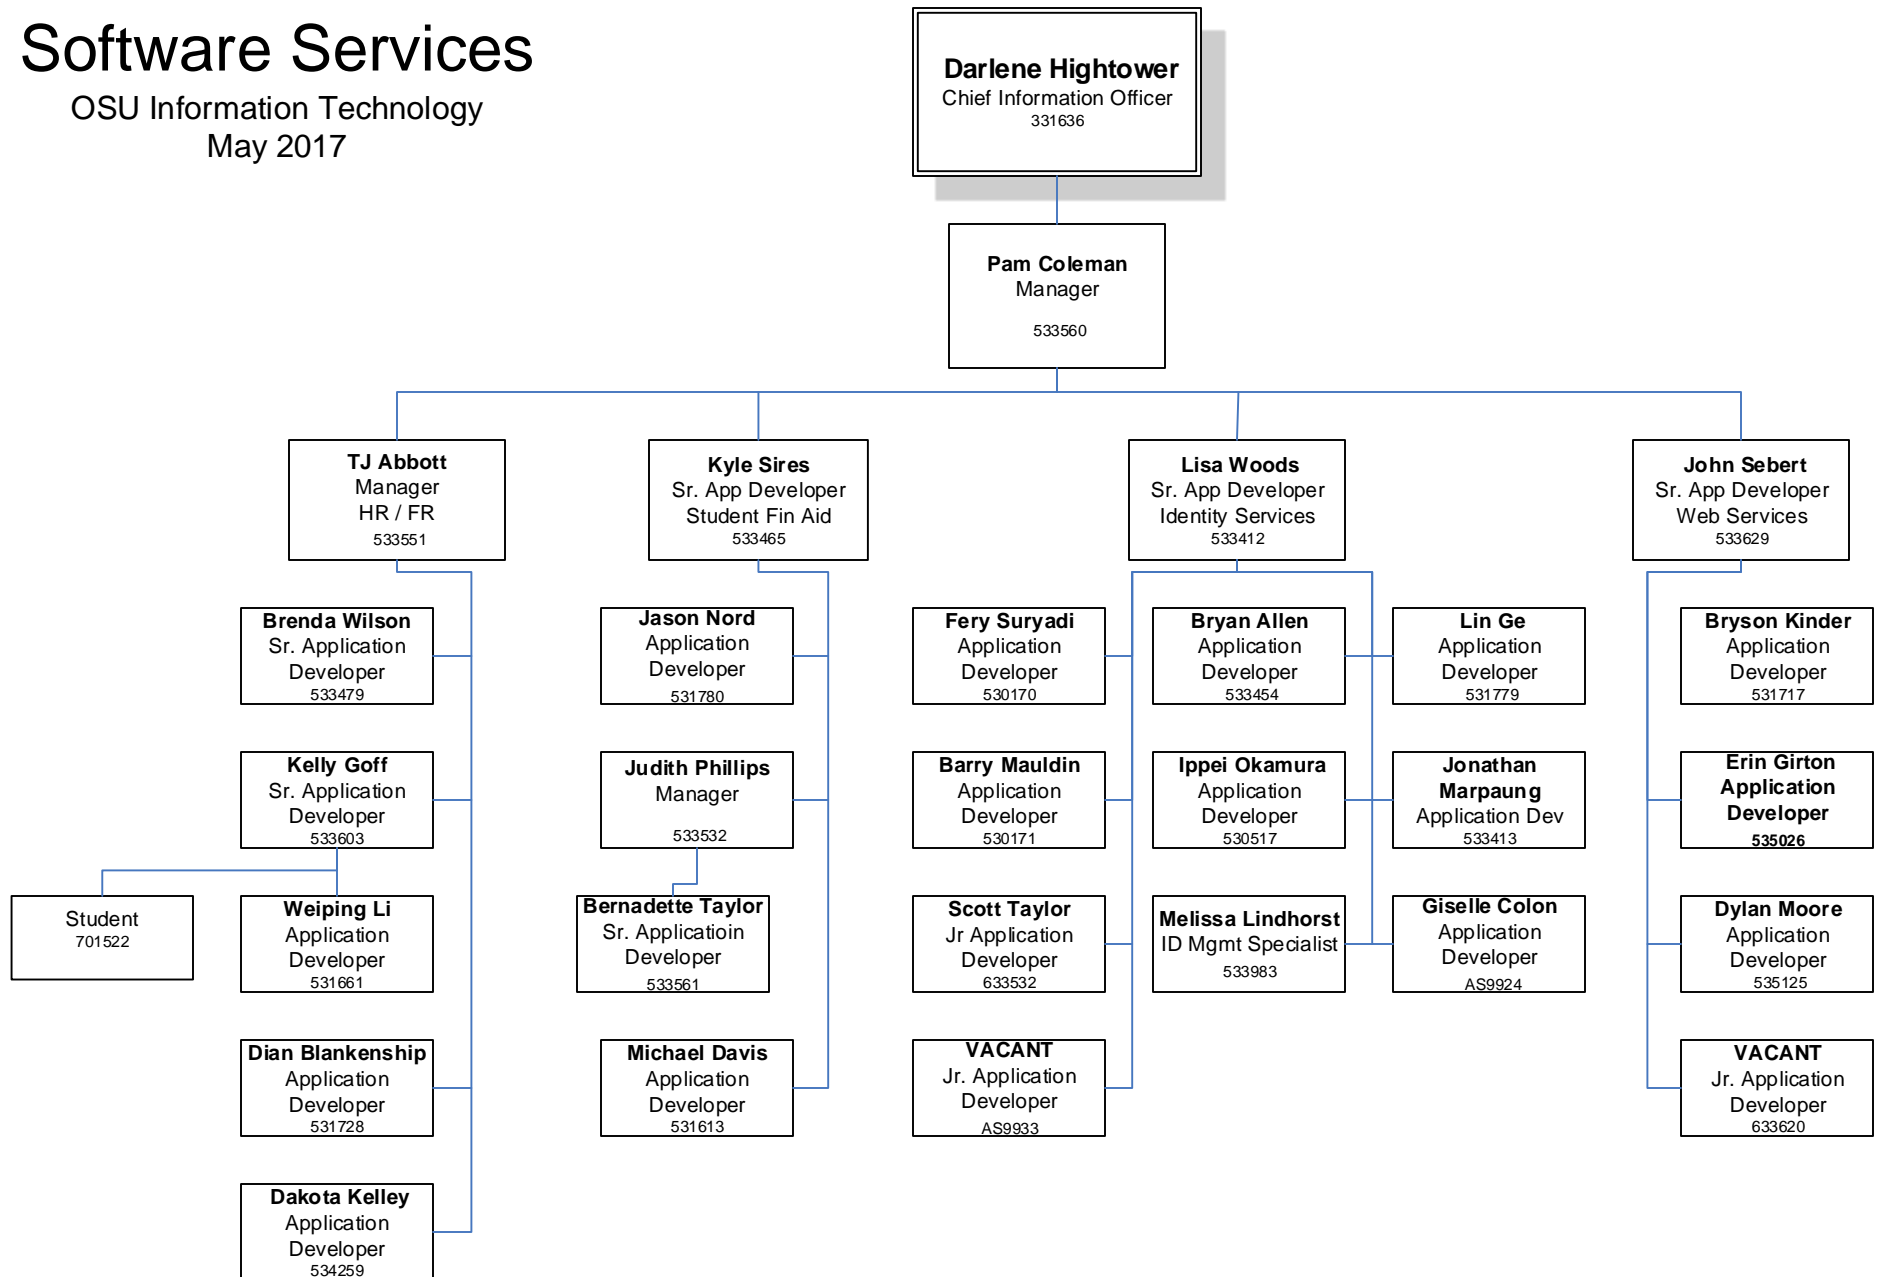 Software Services
OSU Information Technology
May 2017
Darlene Hightower
Chief Information Officer
331636
Pam Coleman
Manager
533560
TJ Abbott
Manager
HR / FR
533551
Kyle Sires
Sr. App Developer
Student Fin Aid
533465
Lisa Woods
Sr. App Developer
Identity Services
533412
John Sebert
Sr. App Developer
Web Services
533629
Brenda Wilson
Sr. Application
Developer
533479
Jason Nord
Application
Developer
531780
Fery Suryadi
Application
Developer
530170
Bryan Allen
Application
Developer
533454
Lin Ge
Application
Developer
531779
Bryson Kinder
Application
Developer
531717
Kelly Goff
Sr. Application
Developer
533603
Judith Phillips
Manager
533532
Barry Mauldin
Application
Developer
530171
Ippei Okamura
Application
Developer
530517
Jonathan
Marpaung
Application Dev
533413
Erin Girton
Application
Developer
535026
Student
701522
Weiping Li
Application
Developer
531661
Bernadette Taylor
Sr. Applicatioin
Developer
533561
Scott Taylor
Jr Application
Developer
633532
Melissa Lindhorst
ID Mgmt Specialist
533983
Giselle Colon
Application
Developer
AS9924
Dylan Moore
Application
Developer
535125
Dian Blankenship
Application
Developer
531728
Michael Davis
Application
Developer
531613
VACANT
Jr. Application
Developer
AS9933
VACANT
Jr. Application
Developer
633620
Dakota Kelley
Application
Developer
534259